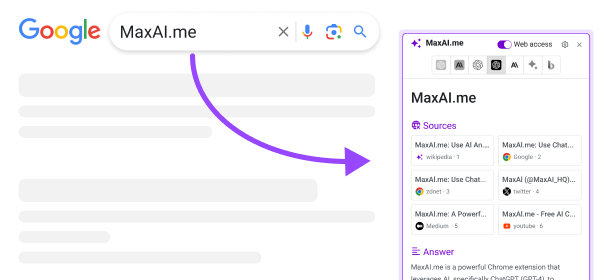 Google
MaxAI.me
MaxAI.me
Web access
MaxAI.me
Sources
MaxAI.me: Use AI An...
wikipedia · 1
MaxAI.me: Use Chat...
Google · 2
MaxAI.me: Use Chat...
zdnet · 3
MaxAI (@MaxAI_HQ)...
twitter · 4
MaxAI.me: A Powerf...
Medium · 5
MaxAI.me - Free AI C...
youtube · 6
Answer
MaxAI.me is a powerful Chrome extension that
leverages AI, specifically ChatGPT (GPT-4), to